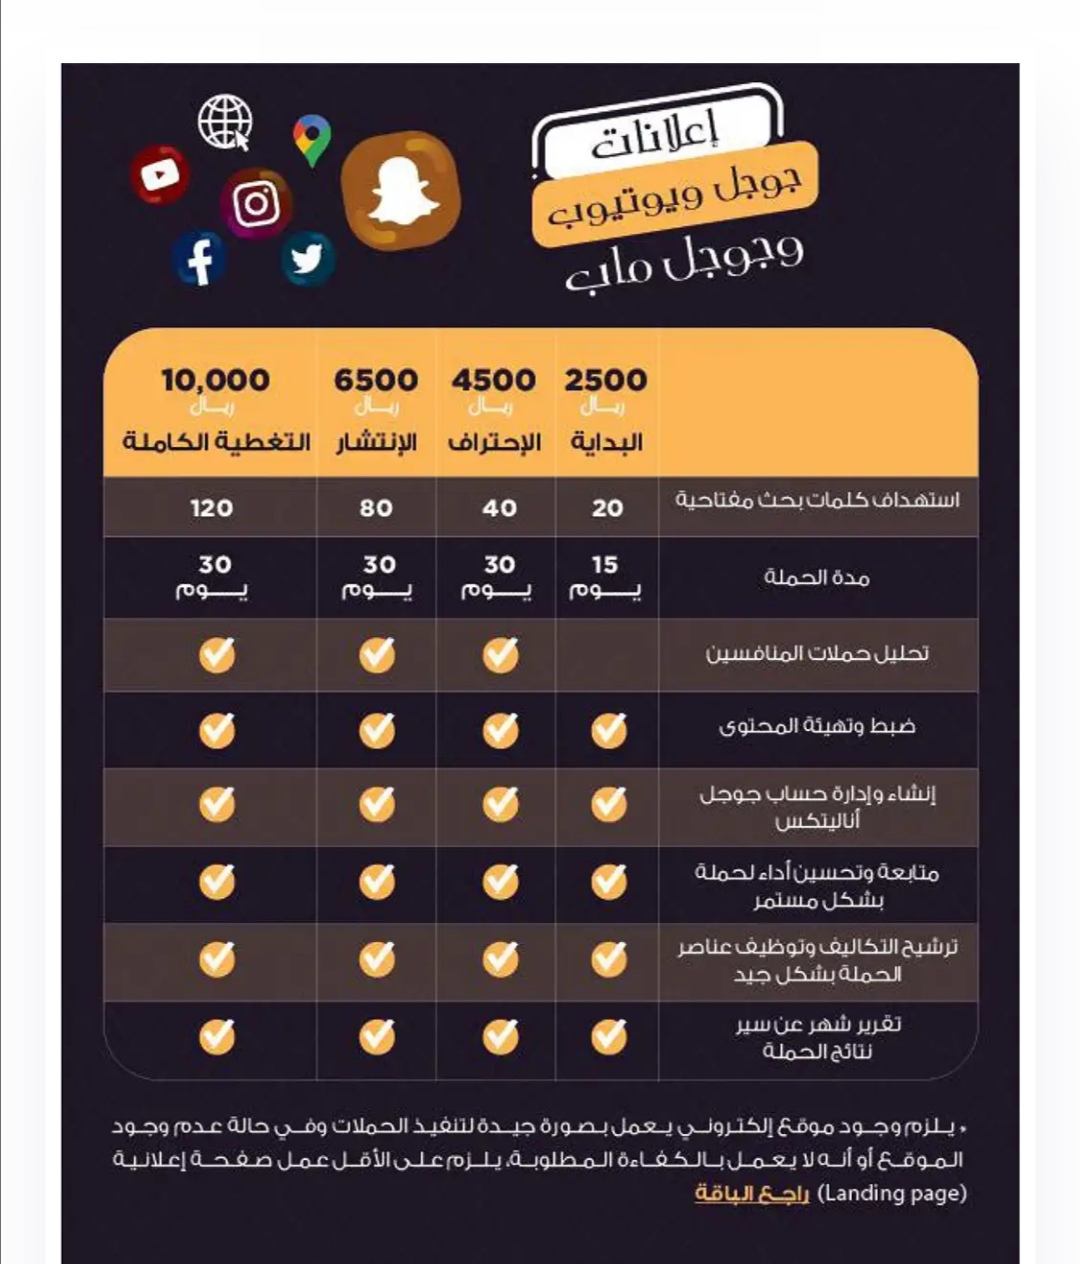 إعلانات
جوجل ويوتيوب
وجوجل ماب
2500 4500 6500 10,000
ريال ريال ريال ريال
البداية الإحتراف الإنتشار التغطية الكاملة
استهداف كلمات بحث مفتاحية 20 40 80 120
مدة الحملة 15 30 30 30
يوم يوم يوم يوم
تحليل حملات المنافسين
ضبط وتهيئة المحتوى
إنشاء وإدارة حساب جوجل
أناليتكس
متابعة وتحسين أداء لحملة
بشكل مستمر
ترشيح التكاليف وتوظيف عناصر
الحملة بشكل جيد
تقرير شهر عن سير
نتائج الحملة
* يلزم وجود موقع إلكتروني يعمل بصورة جيدة لتنفيذ الحملات وفي حالة عدم وجود
الموقع أو أنه لا يعمل بالكفاءة المطلوبة، يلزم على الأقل عمل صفحة إعلانية
(Landing page) راجع الباقة